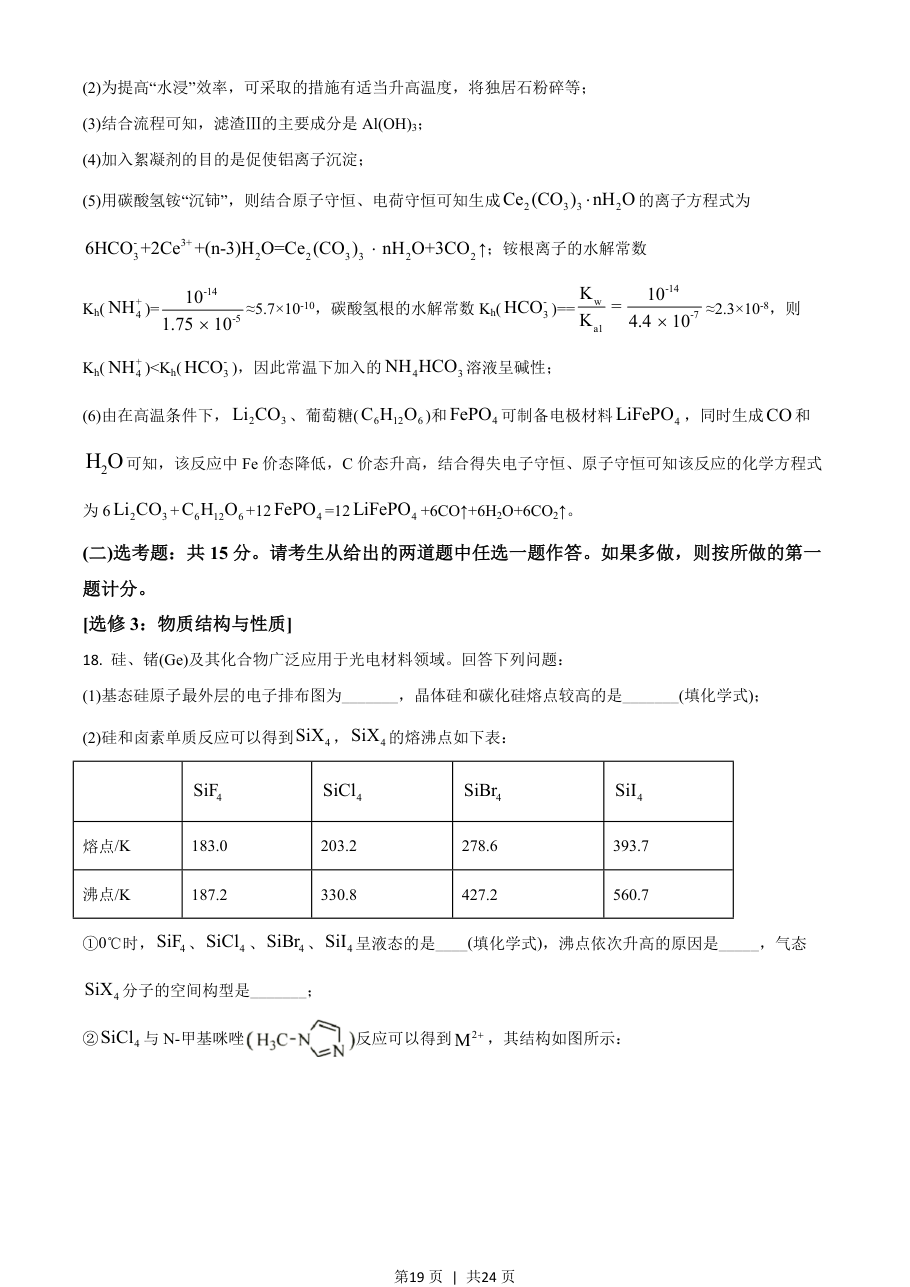 (2)为提高“水浸”效率，可采取的措施有适当升高温度，将独居石粉碎等；
(3)结合流程可知，滤渣Ⅲ的主要成分是 Al(OH)₃；
(4)加入絮凝剂的目的是促使铝离子沉淀；
(5)用碳酸氢铵“沉铈”，则结合原子守恒、电荷守恒可知生成Ce₂(CO₃)₃·nH₂O的离子方程式为
6HCO₃⁻+2Ce³⁺+(n-3)H₂O=Ce₂(CO₃)₃·nH₂O+3CO₂↑；铵根离子的水解常数
Kₕ(NH₄⁺)=10⁻¹⁴/(1.75×10⁻⁵)≈5.7×10⁻¹⁰，碳酸氢根的水解常数 Kₕ(HCO₃⁻)==Kw/Ka1=10⁻¹⁴/(4.4×10⁻⁷)≈2.3×10⁻⁸，则
Kₕ(NH₄⁺)<Kₕ(HCO₃⁻)，因此常温下加入的NH₄HCO₃溶液呈碱性；
(6)由在高温条件下，Li₂CO₃、葡萄糖(C₆H₁₂O₆)和FePO₄可制备电极材料LiFePO₄，同时生成CO和
H₂O可知，该反应中 Fe 价态降低，C 价态升高，结合得失电子守恒、原子守恒可知该反应的化学方程式
为 6Li₂CO₃+C₆H₁₂O₆+12FePO₄=12LiFePO₄+6CO↑+6H₂O+6CO₂↑。
(二)选考题：共 15 分。请考生从给出的两道题中任选一题作答。如果多做，则按所做的第一
题计分。
[选修 3：物质结构与性质]
18. 硅、锗(Ge)及其化合物广泛应用于光电材料领域。回答下列问题：
(1)基态硅原子最外层的电子排布图为_______，晶体硅和碳化硅熔点较高的是_______(填化学式)；
(2)硅和卤素单质反应可以得到SiX₄，SiX₄的熔沸点如下表：
SiF₄ SiCl₄ SiBr₄ SiI₄
熔点/K 183.0 203.2 278.6 393.7
沸点/K 187.2 330.8 427.2 560.7
①0℃时，SiF₄、SiCl₄、SiBr₄、SiI₄呈液态的是____(填化学式)，沸点依次升高的原因是_____，气态
SiX₄分子的空间构型是_______；
②SiCl₄与 N-甲基咪唑(H₃C-N N)反应可以得到M²⁺，其结构如图所示：
第19 页 | 共24 页